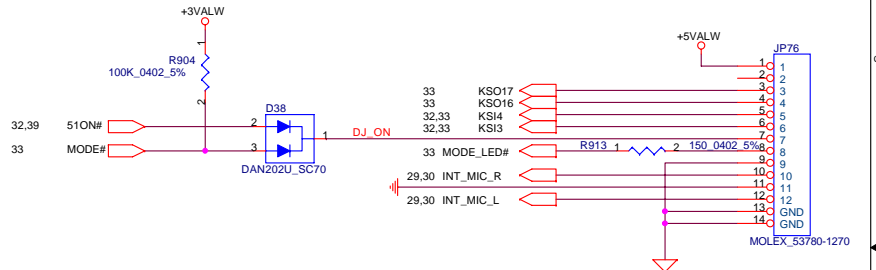 +3VALW
1
R904
100K_0402_5%
2
D38
32,39 51ON# 2
1 DJ_ON
33 MODE# 3
DAN202U_SC70
+5VALW
JP76
1 1
2 2
33 KSO17 3 3
33 KSO16 4 4
32,33 KSI4 5 5
32,33 KSI3 6 6
7 7
33 MODE_LED# R913 1 2 150_0402_5% 8 8
9 9
29,30 INT_MIC_R 10 10
11 11
29,30 INT_MIC_L 12 12
13 GND
14 GND
MOLEX_53780-1270